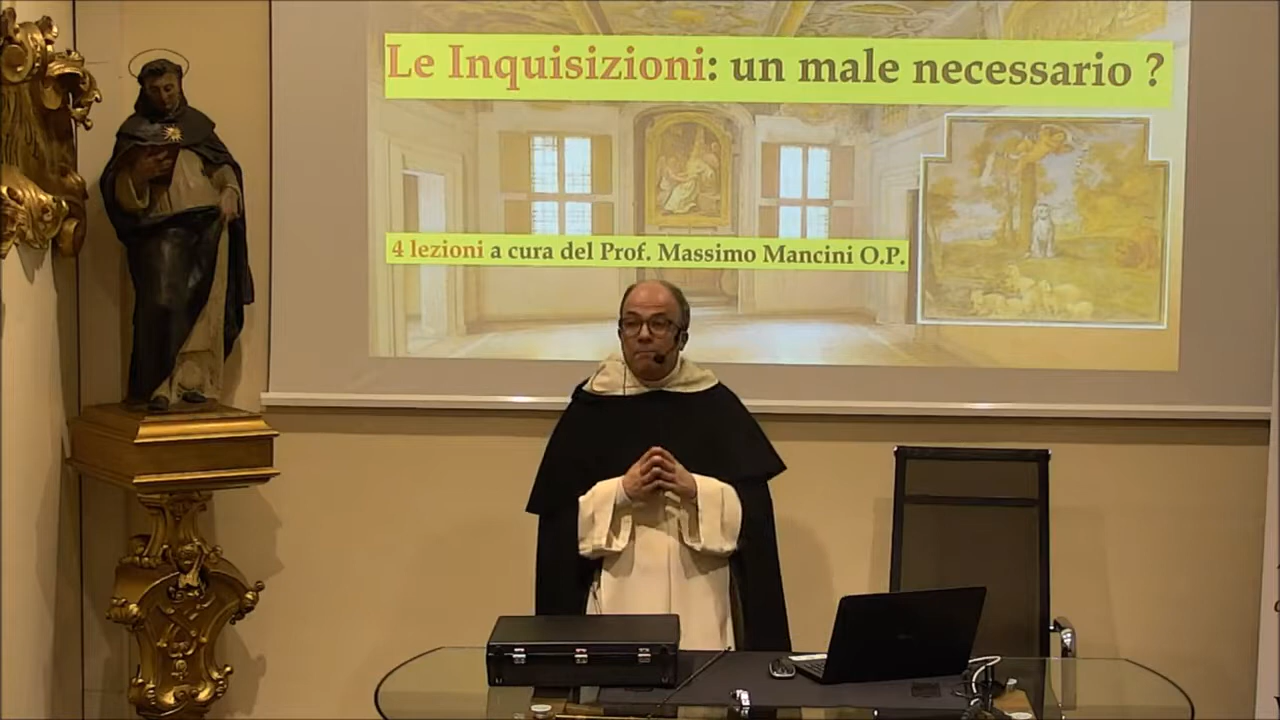 Le Inquisizioni: un male necessario ?
4 lezioni a cura del Prof. Massimo Mancini O.P.